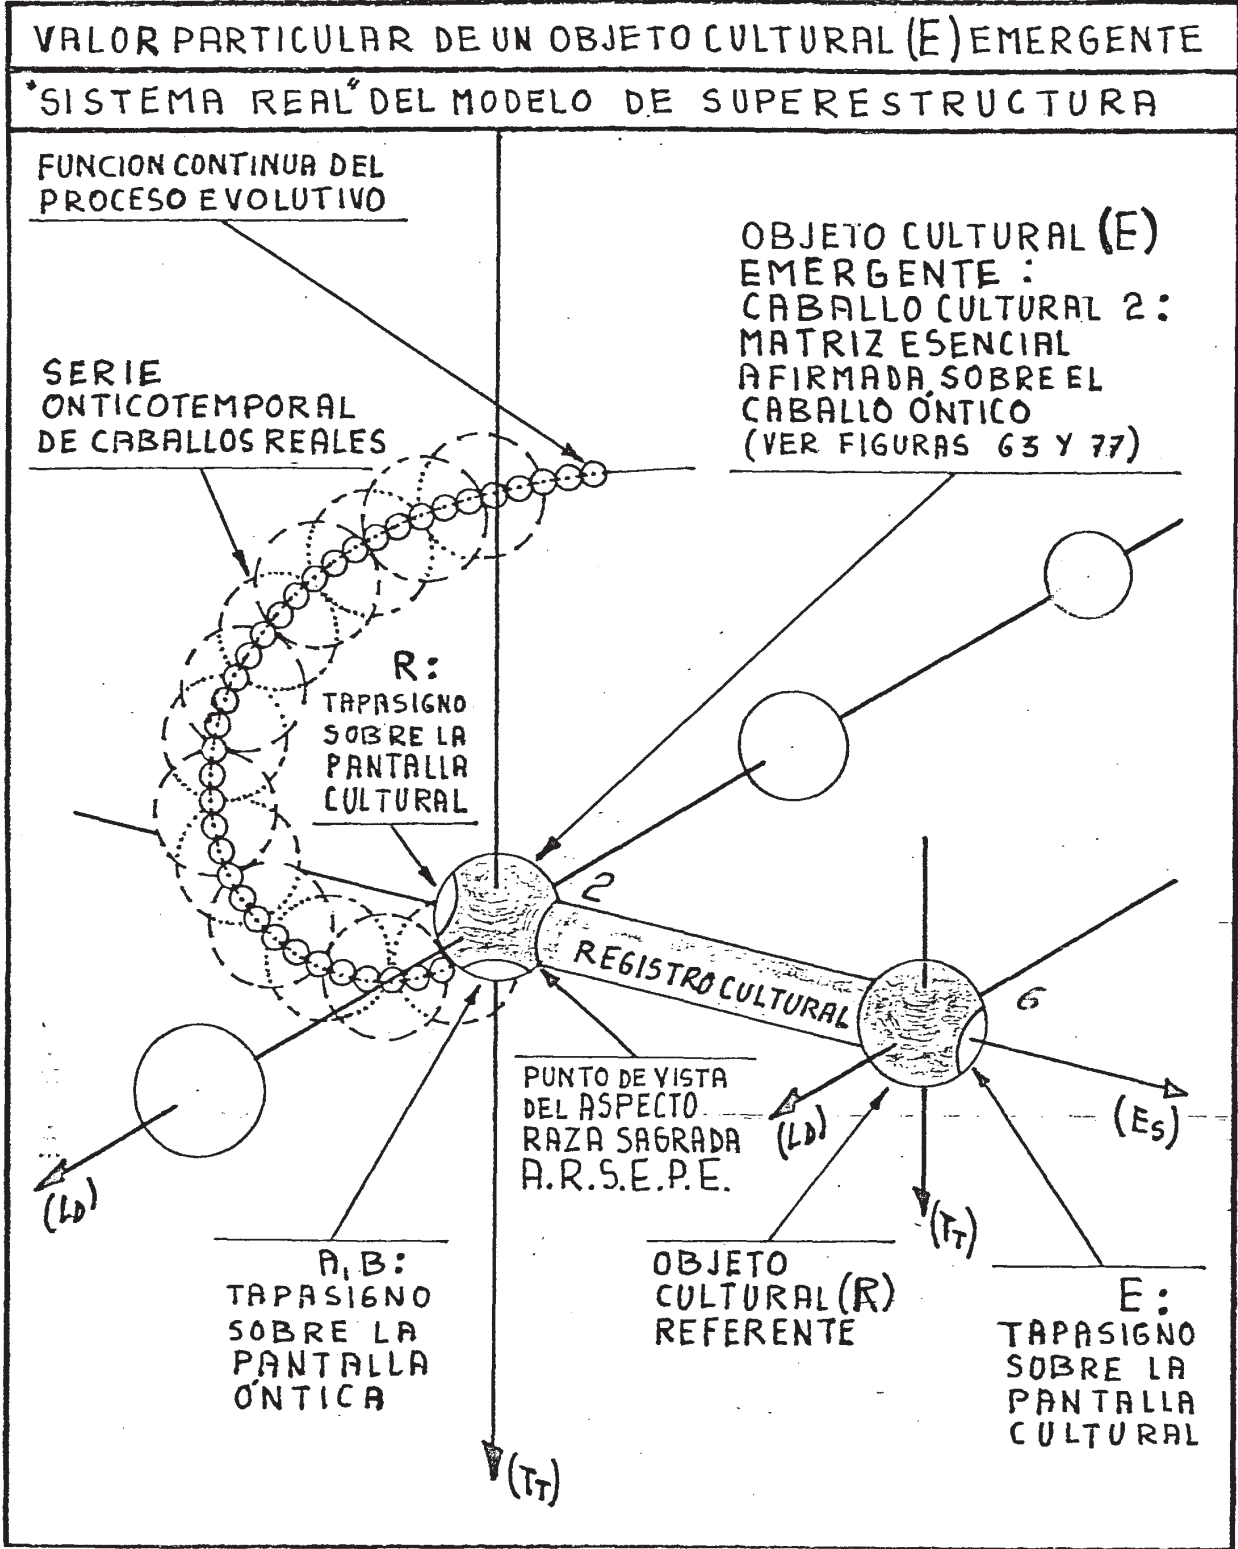 VALOR PARTICULAR DE UN OBJETO CULTURAL (E) EMERGENTE
"SISTEMA REAL" DEL MODELO DE SUPERESTRUCTURA
FUNCION CONTINUA DEL
PROCESO EVOLUTIVO
OBJETO CULTURAL (E)
EMERGENTE :
CABALLO CULTURAL 2:
MATRIZ ESENCIAL
AFIRMADA SOBRE EL
CABALLO ÓNTICO
(VER FIGURAS 63 Y 77)
SERIE
ONTICOTEMPORAL
DE CABALLOS REALES
R:
TAPASIGNO
SOBRE LA
PANTALLA
CULTURAL
2
REGISTRO CULTURAL
6
PUNTO DE VISTA
DEL ASPECTO
RAZA SAGRADA
A.R.S.E.P.E.
(LD)
(ES)
(LD)
(TT)
A, B:
TAPASIGNO
SOBRE LA
PANTALLA
ÓNTICA
OBJETO
CULTURAL (R)
REFERENTE
E:
TAPASIGNO
SOBRE LA
PANTALLA
CULTURAL
(TT)